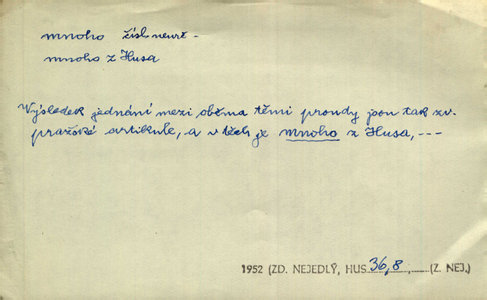 mnoho čísl. neurč -
mnoho z Husa
Výsledek jednání mezi oběma těmi proudy jsou tak zv.
pražské artikule, a v těch je mnoho z Husa, ---
1952 (ZD. NEJEDLÝ, HUS 36,8, (Z. NEJ.)